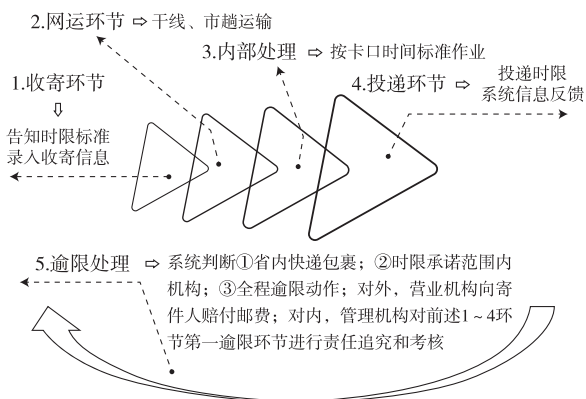 2.网运环节⇨干线、市趟运输
3.内部处理⇨按卡口时间标准作业
1.收寄环节
⇩
告知时限标准
录入收寄信息
4.投递环节⇨
投递时限
系统信息反馈
5.逾限处理⇨系统判断①省内快递包裹；②时限承诺范围内
机构；③全程逾限动作；对外，营业机构向寄
件人赔付邮费；对内，管理机构对前述1～4环
节第一逾限环节进行责任追究和考核